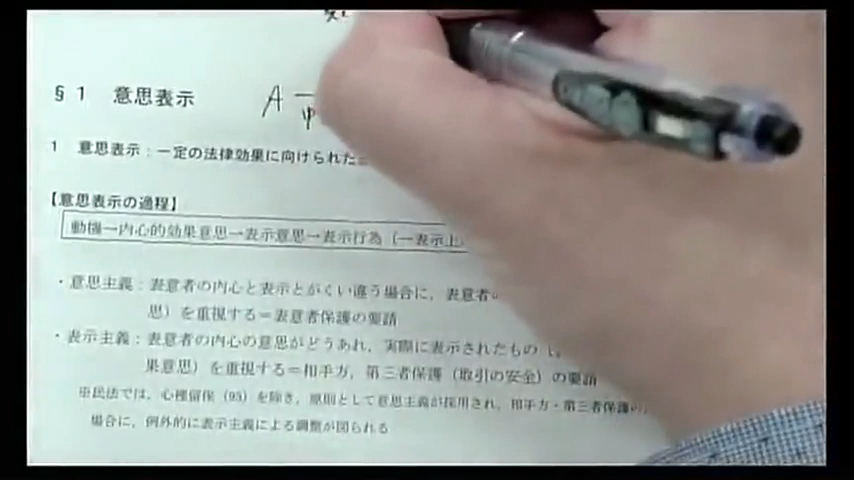 A 申
§1 意思表示
1 意思表示：一定の法律効果に向けられた
【意思表示の過程】
動機→内心的効果意思→表示意思→表示行為（→表示上
・意思主義：表意者の内心と表示とがくい違う場合に、表意者の
思）を重視する＝表意者保護の要請
・表示主義：表意者の内心の意思がどうあれ、実際に表示されたもの
果意思）を重視する＝相手方、第三者保護（取引の安全）の要請
※民法では、心裡留保（93）を除き、原則として意思主義が採用され、相手方・第三者保護の
場合に、例外的に表示主義による調整が図られる